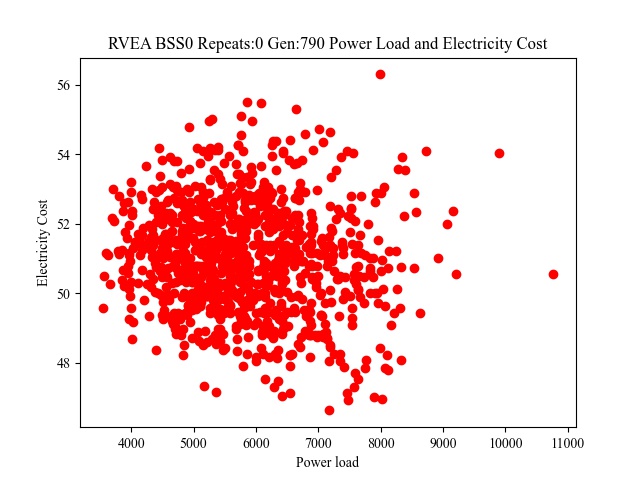 RVEA BSS0 Repeats:0 Gen:790 Power Load and Electricity Cost
56
54
52
50
48
Electricity Cost
4000 5000 6000 7000 8000 9000 10000 11000
Power load